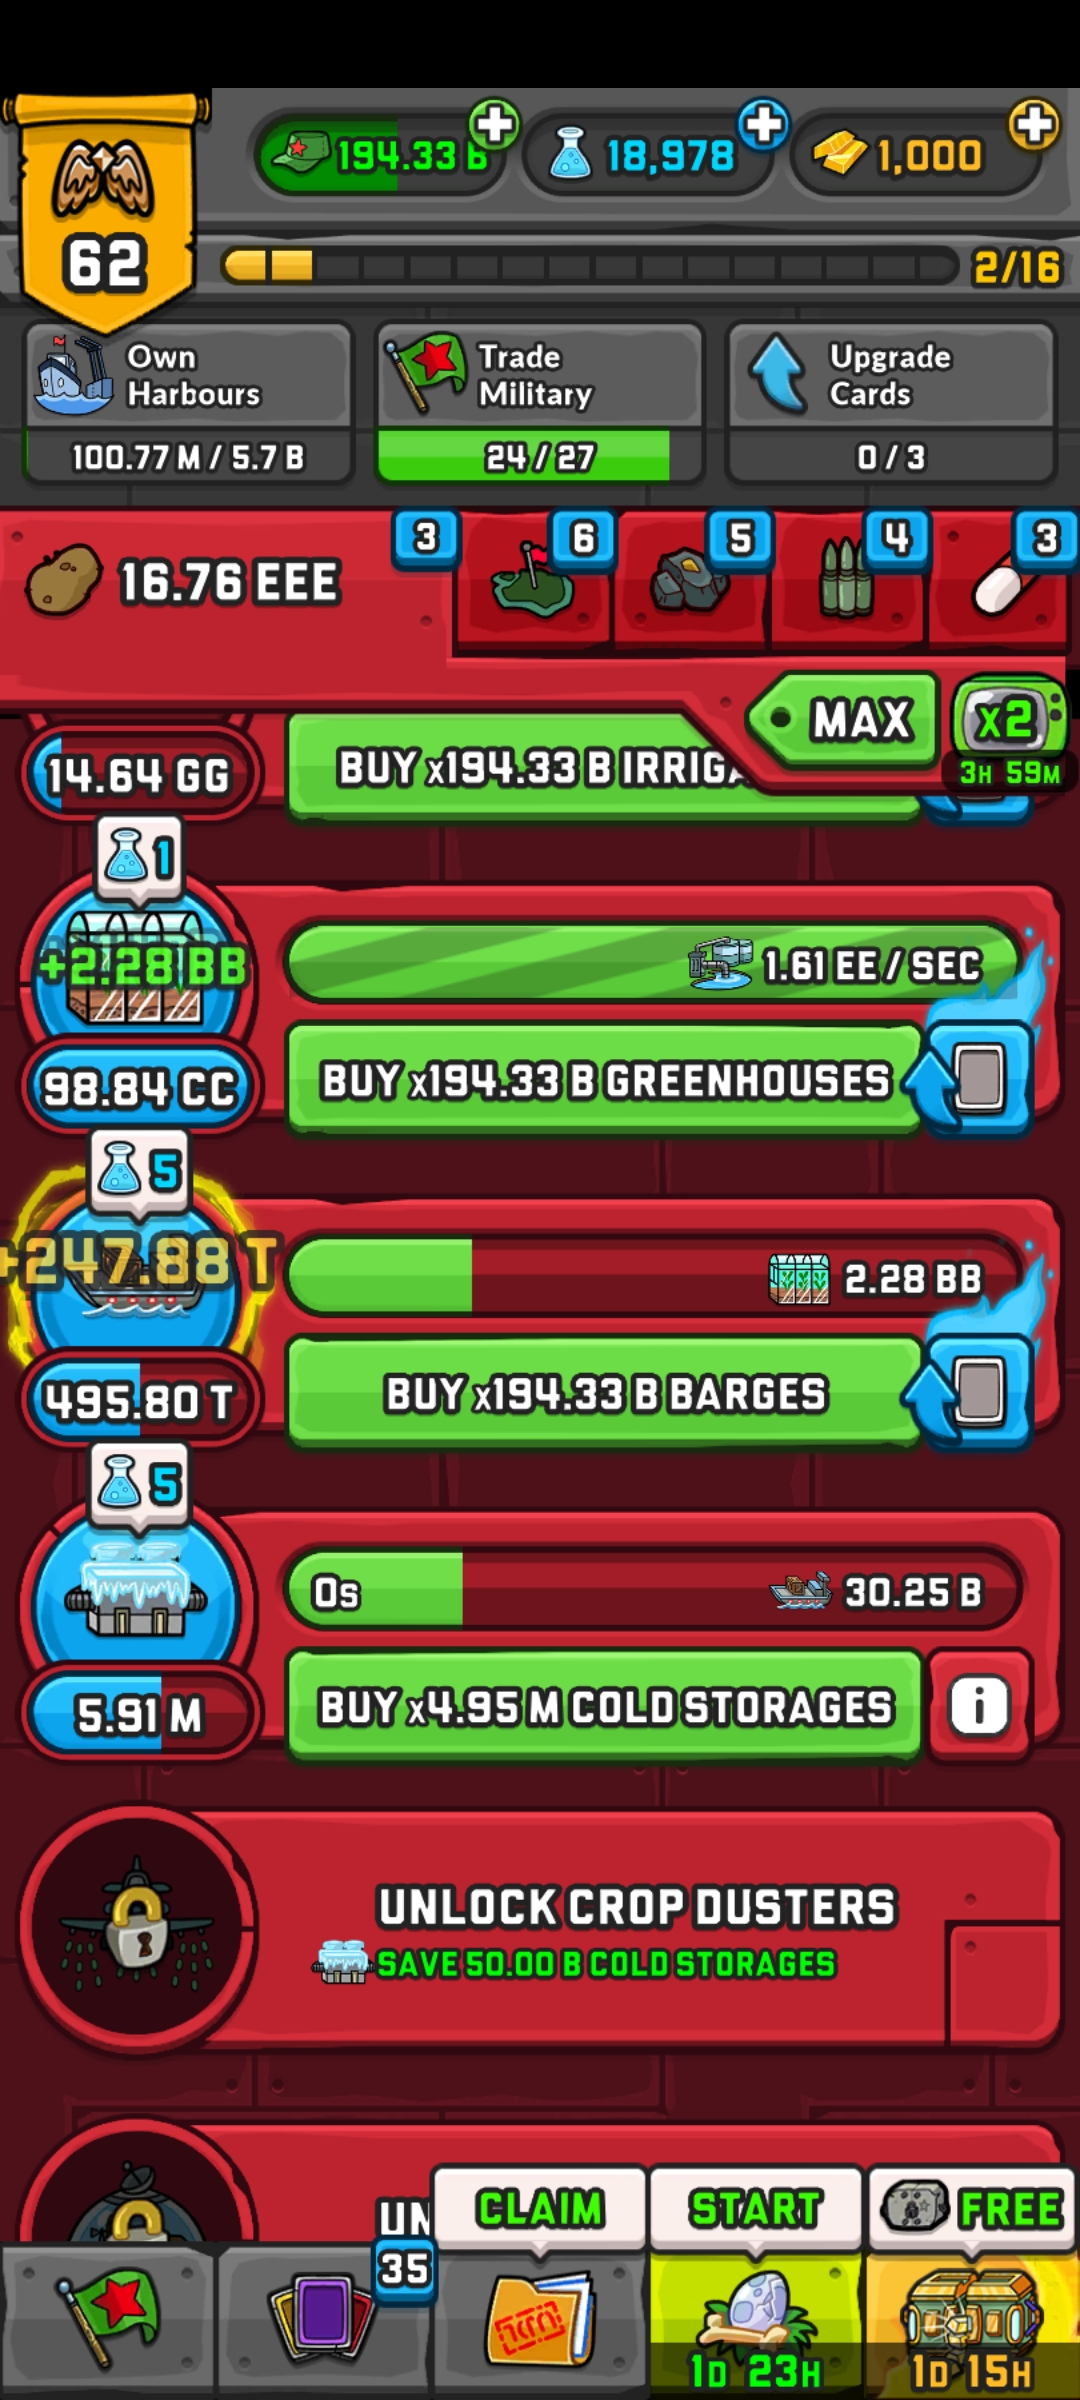 194.33 B
18,978
1,000
62
2/16
Own Harbours
100.77 M / 5.7 B
Trade Military
24 / 27
Upgrade Cards
0 / 3
16.76 EEE
3
6
5
4
3
MAX
x2
3H 59M
14.64 GG
BUY x194.33 B IRRIGA
1
+2.28 BB
1.61 EE / SEC
98.84 CC
BUY x194.33 B GREENHOUSES
5
+247.88 T
2.28 BB
495.80 T
BUY x194.33 B BARGES
5
0s
30.25 B
5.91 M
BUY x4.95 M COLD STORAGES
i
UNLOCK CROP DUSTERS
SAVE 50.00 B COLD STORAGES
UN
CLAIM
START
FREE
35
1D 23H
1D 15H